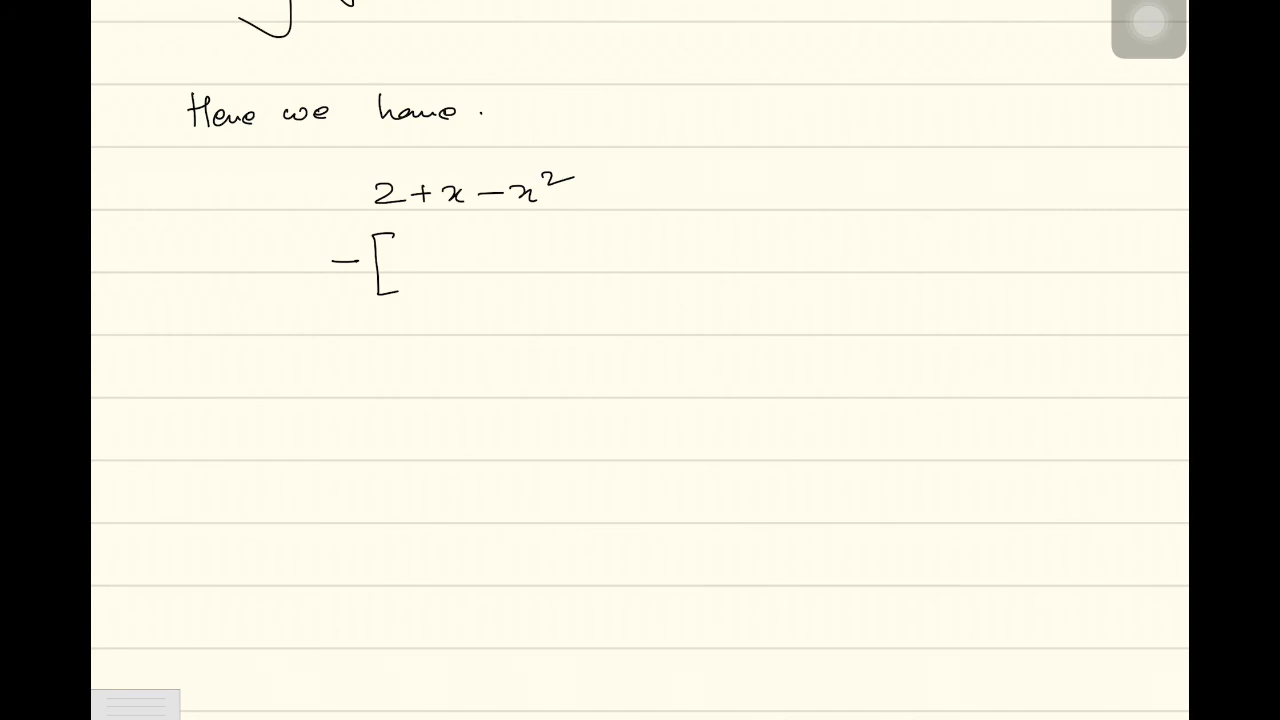 Here we have.
2 + x - x²
- [